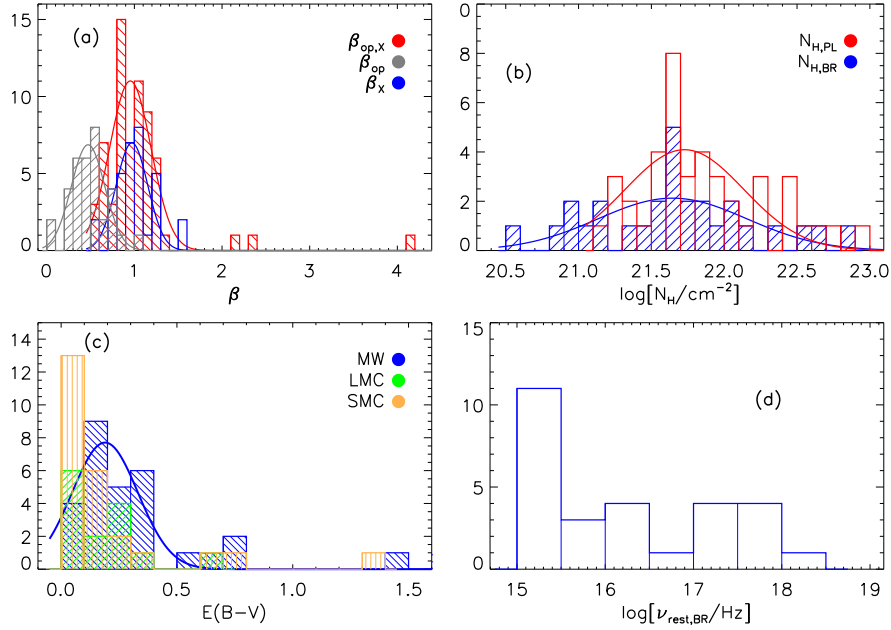 (a)
β_op,X
β_op
β_X
15
10
5
0
0 1 2 3 4
β
(b)
N_H,PL
N_H,BR
0
8
6
4
2
0
20.5 21.0 21.5 22.0 22.5 23.0
log[N_H/cm^-2]
(c)
MW
LMC
SMC
14
12
10
8
6
4
2
0
0.0 0.5 1.0 1.5
E(B-V)
(d)
15
10
5
0
15 16 17 18 19
log[ν_rest,BR/Hz]